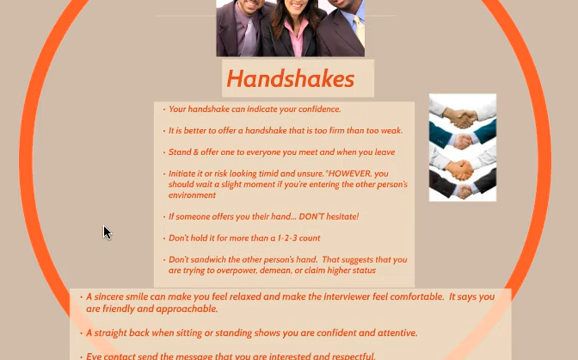 Handshakes
• Your handshake can indicate your confidence.
• It is better to offer a handshake that is too firm than too weak.
• Stand & offer one to everyone you meet and when you leave
• Initiate it or risk looking timid and unsure. *HOWEVER, you
should wait a slight moment if you're entering the other person's
environment
• If someone offers you their hand... DON'T hesitate!
• Don't hold it for more than a 1-2-3 count
• Don't sandwich the other person's hand. That suggests that you
are trying to overpower, demean, or claim higher status
• A sincere smile can make you feel relaxed and make the interviewer feel comfortable. It says you
are friendly and approachable.
• A straight back when sitting or standing shows you are confident and attentive.
• Eye contact send the message that you are interested and respectful.